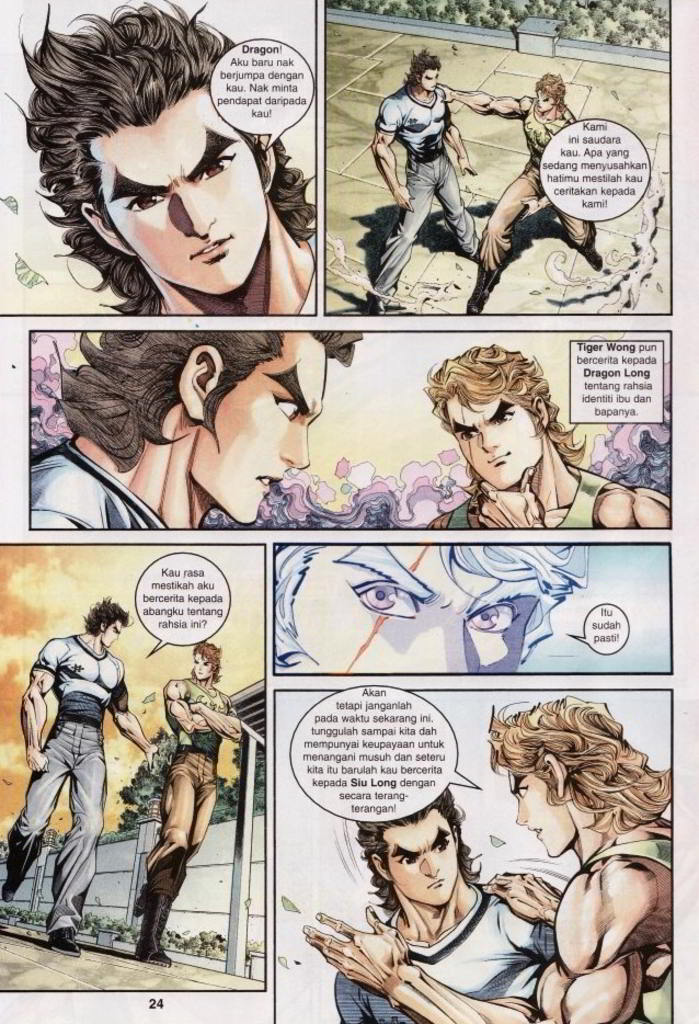 Dragon!
Aku baru nak
berjumpa dengan
kau. Nak minta
pendapat daripada
kau!
Kami
ini saudara
kau. Apa yang
sedang menyusahkan
hatimu mestilah kau
ceritakan kepada
kami!
Tiger Wong pun
bercerita kepada
Dragon Long
tentang rahsia
identiti ibu dan
bapanya.
Kau rasa
mestikah aku
bercerita kepada
abangku tentang
rahsia ini?
Itu
sudah
pasti!
Akan
tetapi janganlah
pada waktu sekarang ini.
tunggulah sampai kita dah
mempunyai keupayaan untuk
menangani musuh dan seteru
kita itu barulah kau bercerita
kepada Siu Long dengan
secara terang-
terangan!
24